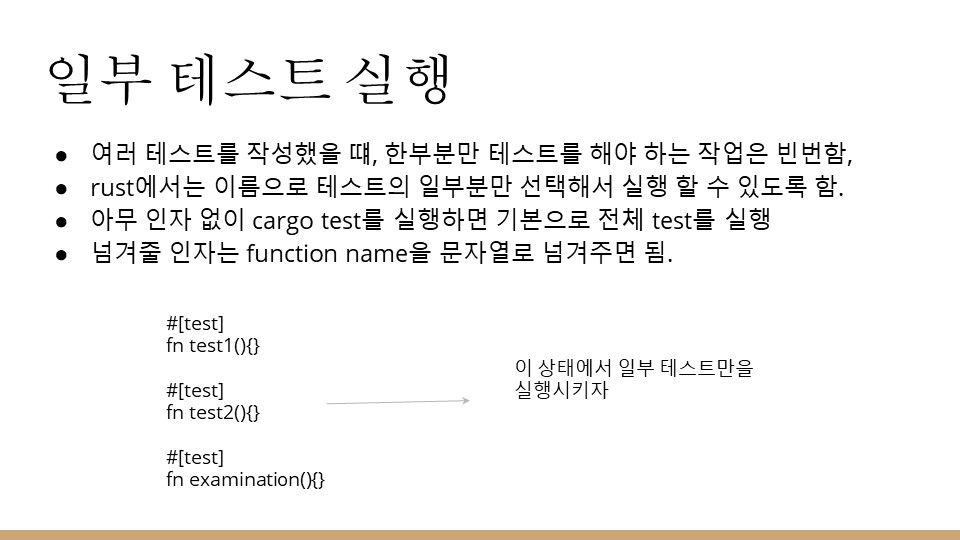 일부 테스트 실행
● 여러 테스트를 작성했을 떄, 한부분만 테스트를 해야 하는 작업은 빈번함,
● rust에서는 이름으로 테스트의 일부분만 선택해서 실행 할 수 있도록 함.
● 아무 인자 없이 cargo test를 실행하면 기본으로 전체 test를 실행
● 넘겨줄 인자는 function name을 문자열로 넘겨주면 됨.
#[test]
fn test1(){}
#[test]
fn test2(){}
#[test]
fn examination(){}
이 상태에서 일부 테스트만을
실행시키자